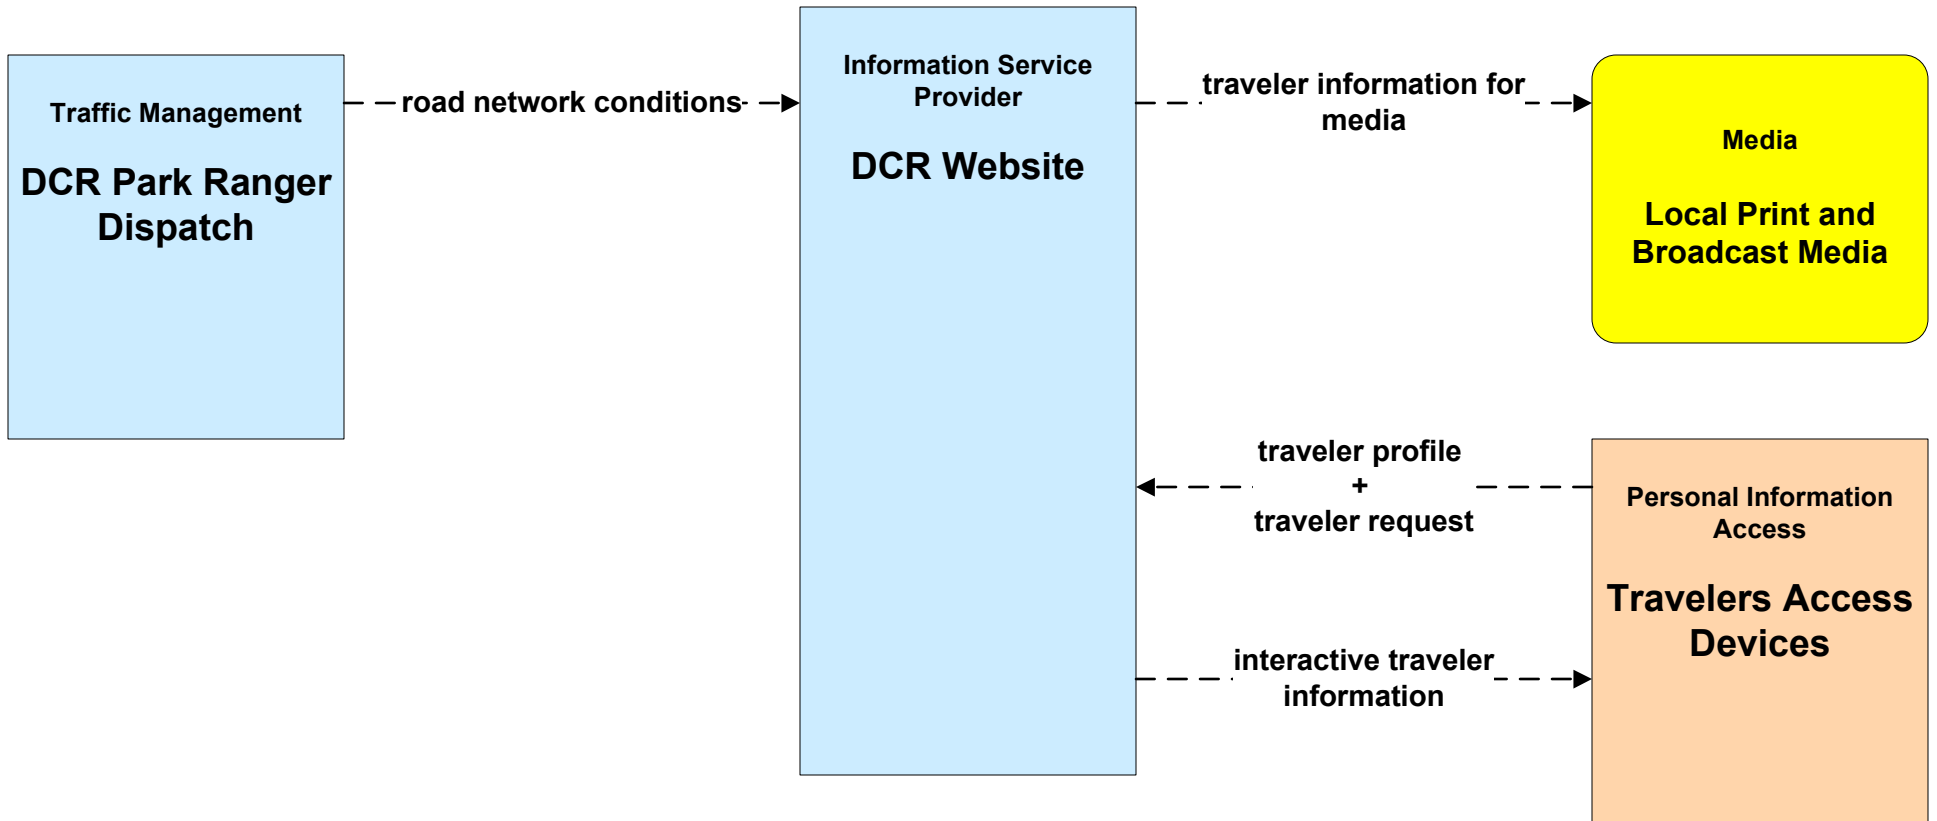 Traffic Management
DCR Park Ranger
Dispatch
road network conditions
Information Service
Provider
DCR Website
traveler information for
media
Media
Local Print and
Broadcast Media
traveler profile
+
traveler request
Personal Information
Access
Travelers Access
Devices
interactive traveler
information